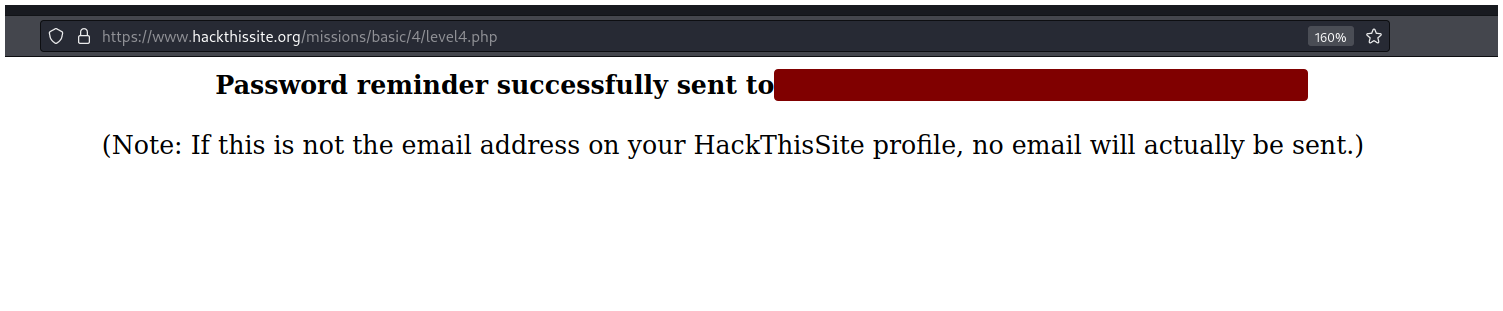 https://www.hackthissite.org/missions/basic/4/level4.php 160%
Password reminder successfully sent to
(Note: If this is not the email address on your HackThisSite profile, no email will actually be sent.)